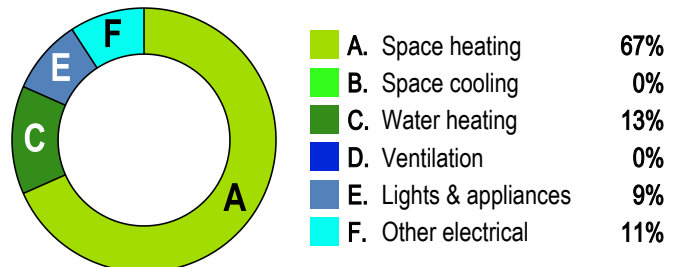 F
E
C
A
A. Space heating 67%
B. Space cooling 0%
C. Water heating 13%
D. Ventilation 0%
E. Lights & appliances 9%
F. Other electrical 11%